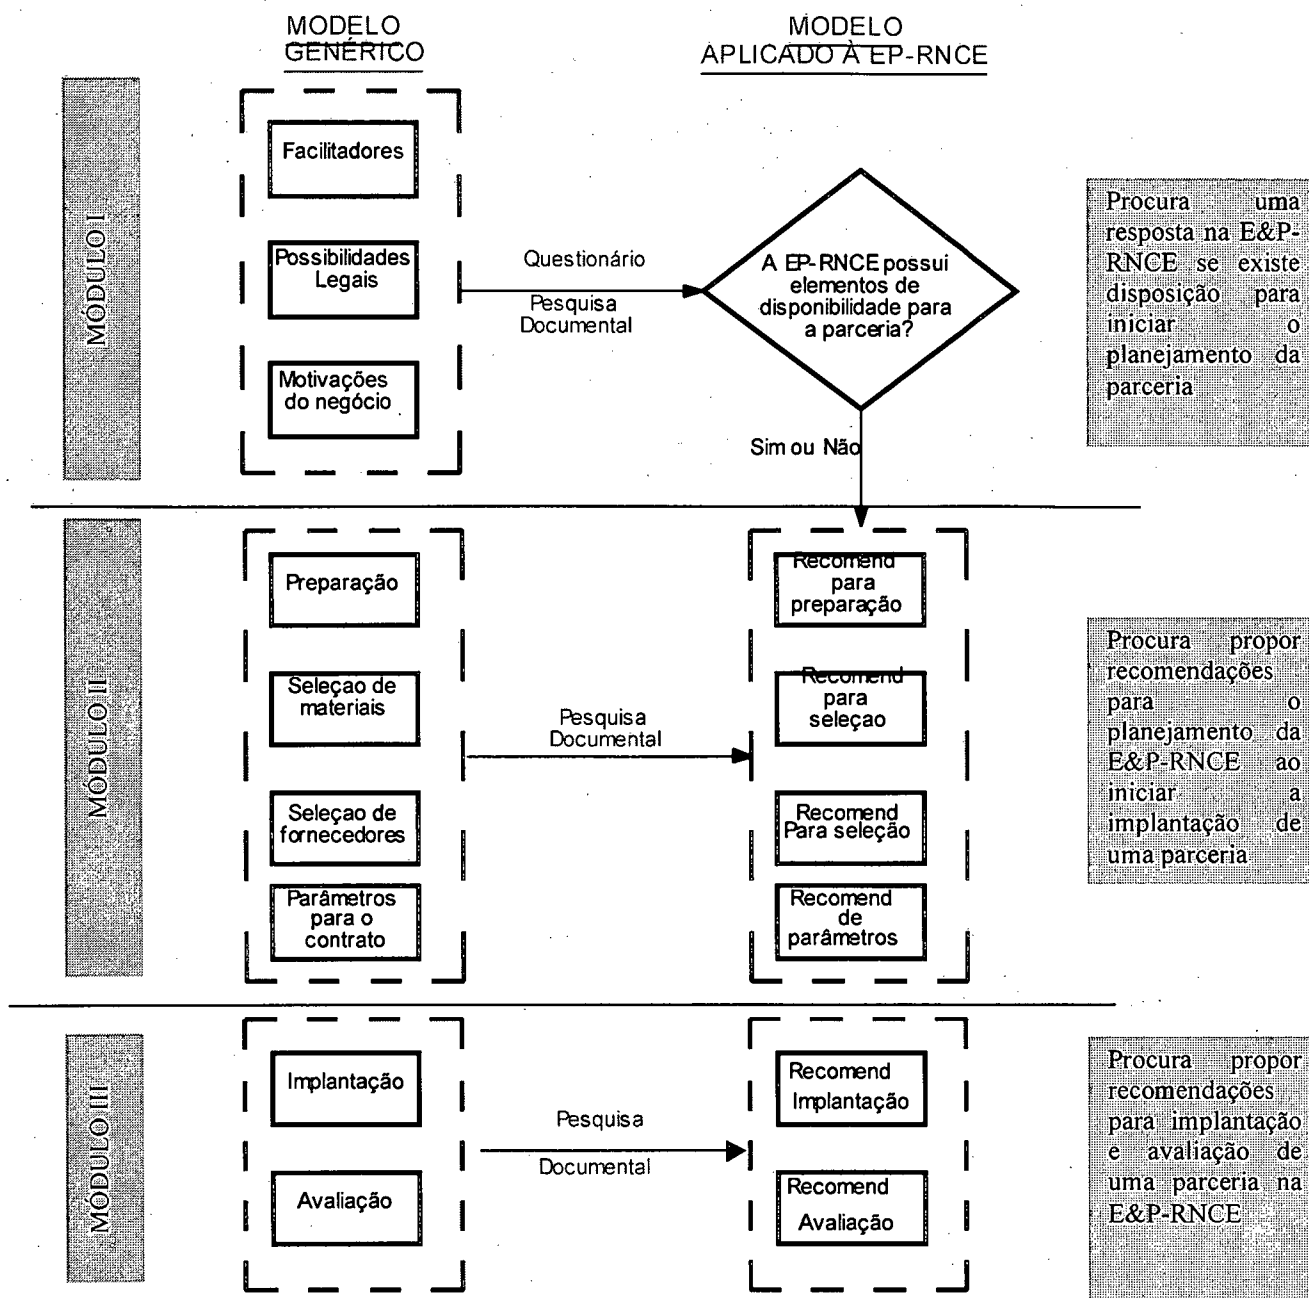 MODELO
GENÉRICO
MODELO
APLICADO À EP-RNCE
MÓDULO I
Facilitadores
Possibilidades
Legais
Motivações
do negócio
Questionário
Pesquisa
Documental
A EP-RNCE possui
elementos de
disponibilidade para
a parceria?
Sim ou Não
Procura uma
resposta na E&P-
RNCE se existe
disposição para
iniciar o
planejamento da
parceria
MÓDULO II
Preparação
Seleçao de
materiais
Seleçao de
fornecedores
Parâmetros
para o
contrato
Pesquisa
Documental
Recomend
para
preparação
Recomend
para
seleçao
Recomend
Para seleção
Recomend
de
parâmetros
Procura propor
recomendações
para o
planejamento da
E&P-RNCE ao
iniciar a
implantação de
uma parceria
MÓDULO III
Implantação
Avaliação
Pesquisa
Documental
Recomend
Implantação
Recomend
Avaliação
Procura propor
recomendações
para implantação
e avaliação de
uma parceria na
E&P-RNCE